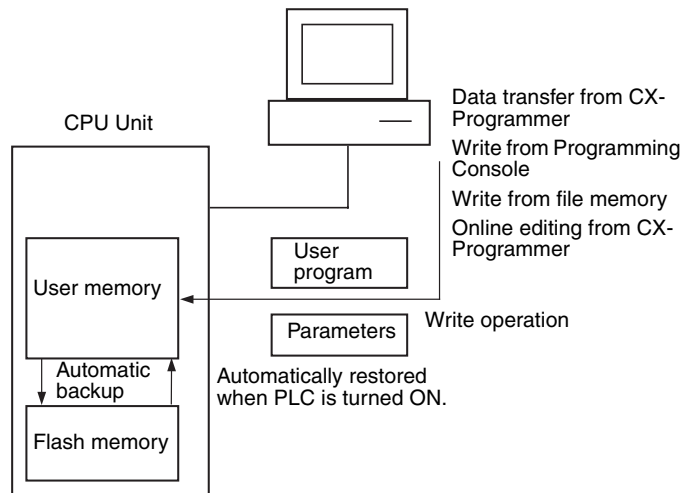 CPU Unit
Data transfer from CX-
Programmer
Write from Programming
Console
Write from file memory
Online editing from CX-
Programmer
User
program
User memory
Parameters
Write operation
Automatic
backup
Automatically restored
when PLC is turned ON.
Flash memory